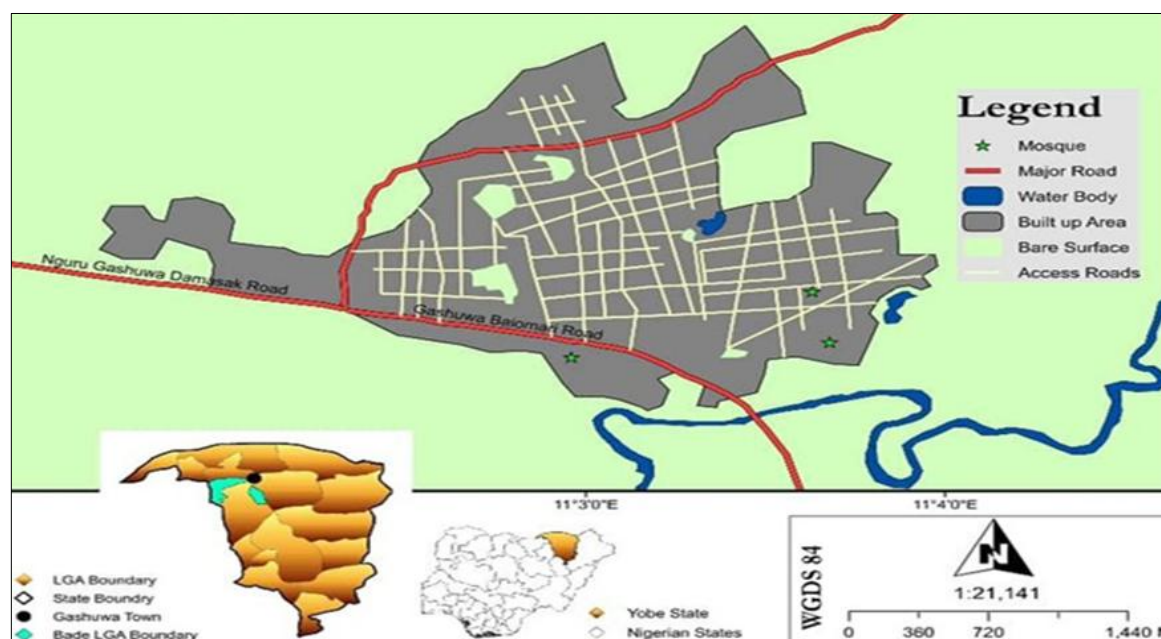 Legend
Mosque
Major Road
Water Body
Built up Area
Bare Surface
Access Roads
Nguru Gashuwa Damasak Road
Gashuwa Baiomari Road
11°3'0"E
11°4'0"E
LGA Boundary
State Boundry
Gashuwa Town
Bade LGA Boundary
Yobe State
Nigerian States
WGDS 84
N
1:21,141
0 360 720 1,440